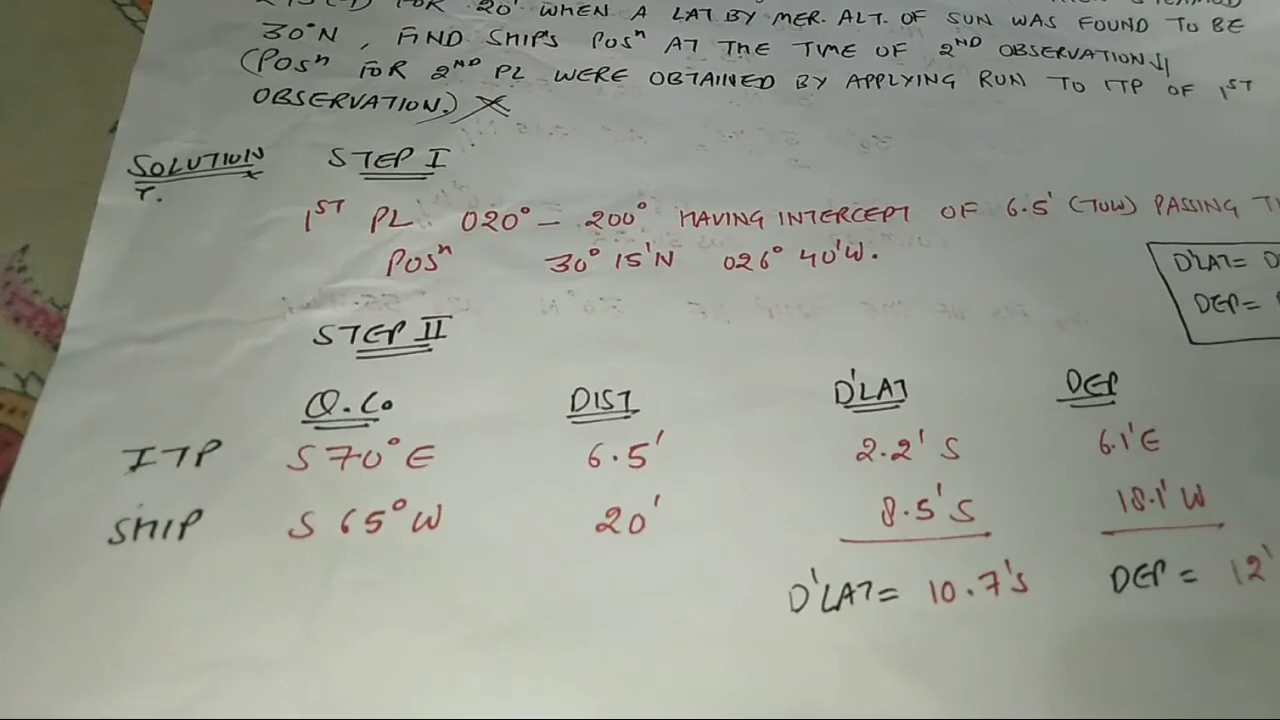 FOR 20' WHEN A LAT BY MER. ALT. OF SUN WAS FOUND TO BE
30°N, FIND SHIP'S POSⁿ AT THE TIME OF 2ND OBSERVATION
(POSⁿ FOR 2ND PL WERE OBTAINED BY APPLYING RUN TO ITP OF 1ST
OBSERVATION.)
SOLUTION STEP I
1ST PL 020° – 200° HAVING INTERCEPT OF 6.5' (TOW) PASSING
POSⁿ 30° 15'N 026° 40'W.
D'LAT=
DEP=
STEP II
Q.Co DIST D'LAT DEP
ITP S 70° E 6.5' 2.2' S 6.1'E
SHIP S 65° W 20' 8.5'S 18.1' W
D'LAT= 10.7's DEP = 12'